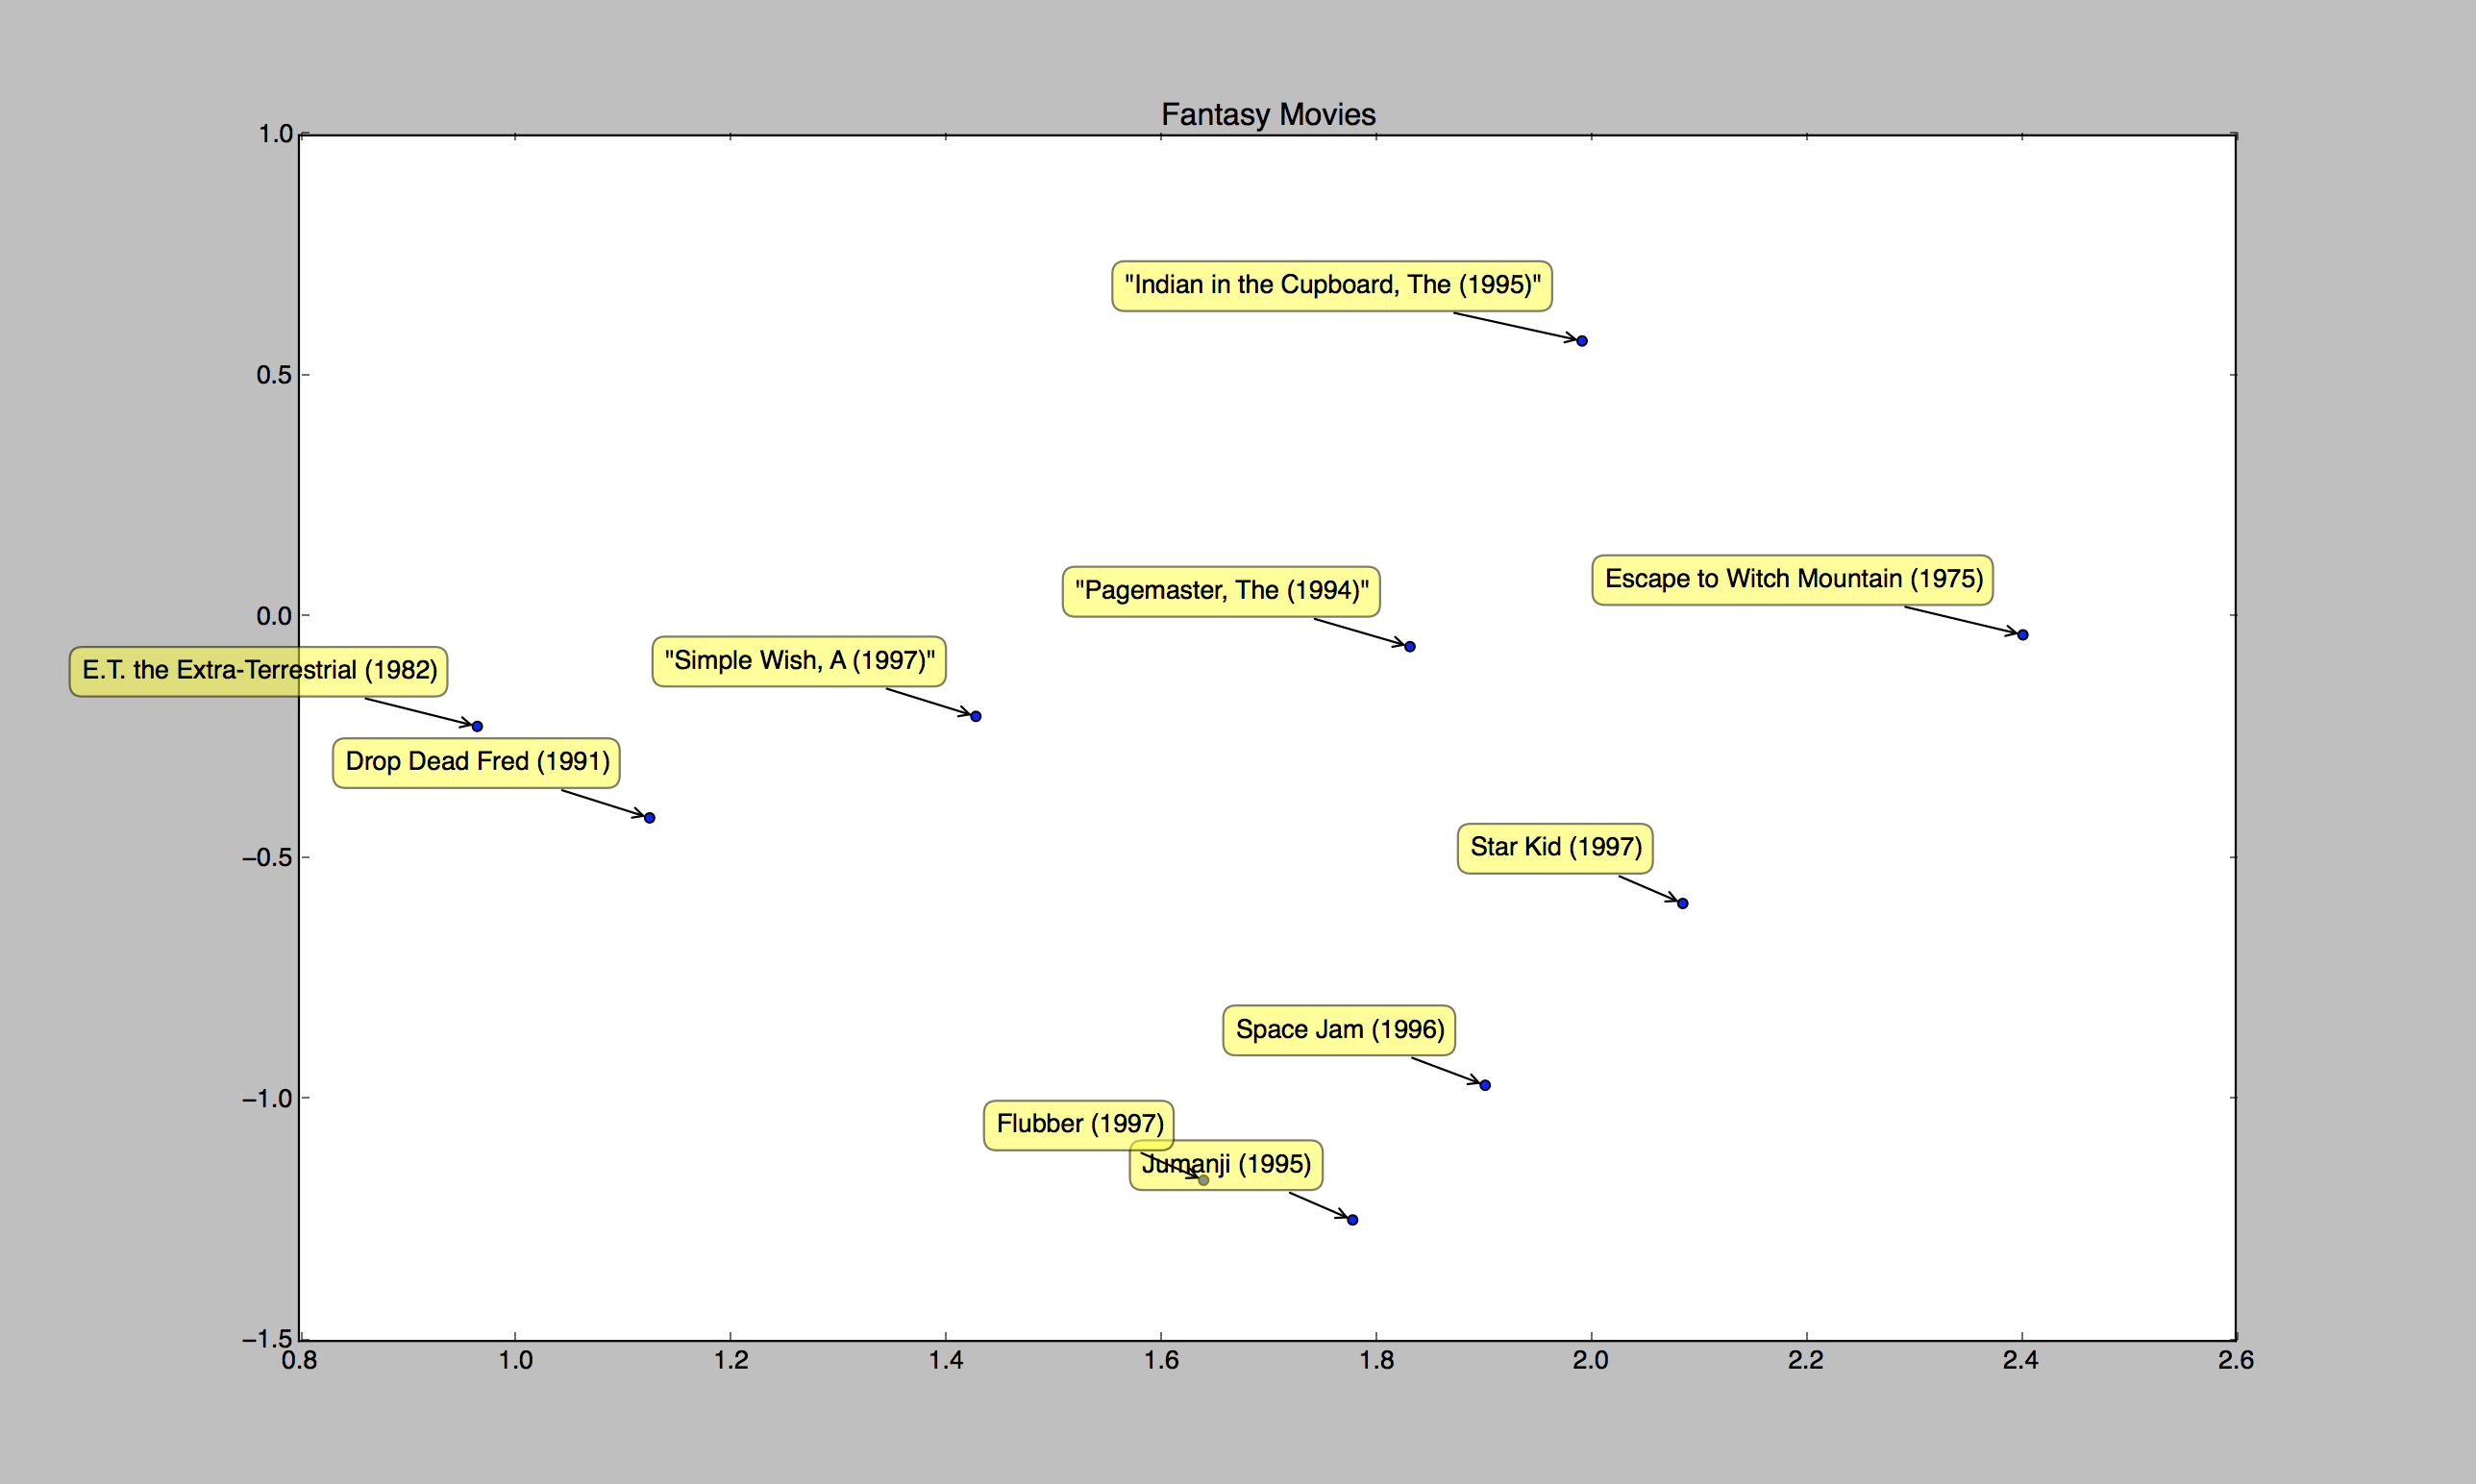 Fantasy Movies
1.0
"Indian in the Cupboard, The (1995)"
0.5
Escape to Witch Mountain (1975)
"Pagemaster, The (1994)"
0.0
"Simple Wish, A (1997)"
E.T. the Extra-Terrestrial (1982)
Drop Dead Fred (1991)
Star Kid (1997)
−0.5
Space Jam (1996)
−1.0
Flubber (1997)
Jumanji (1995)
−1.5
0.8 1.0 1.2 1.4 1.6 1.8 2.0 2.2 2.4 2.6